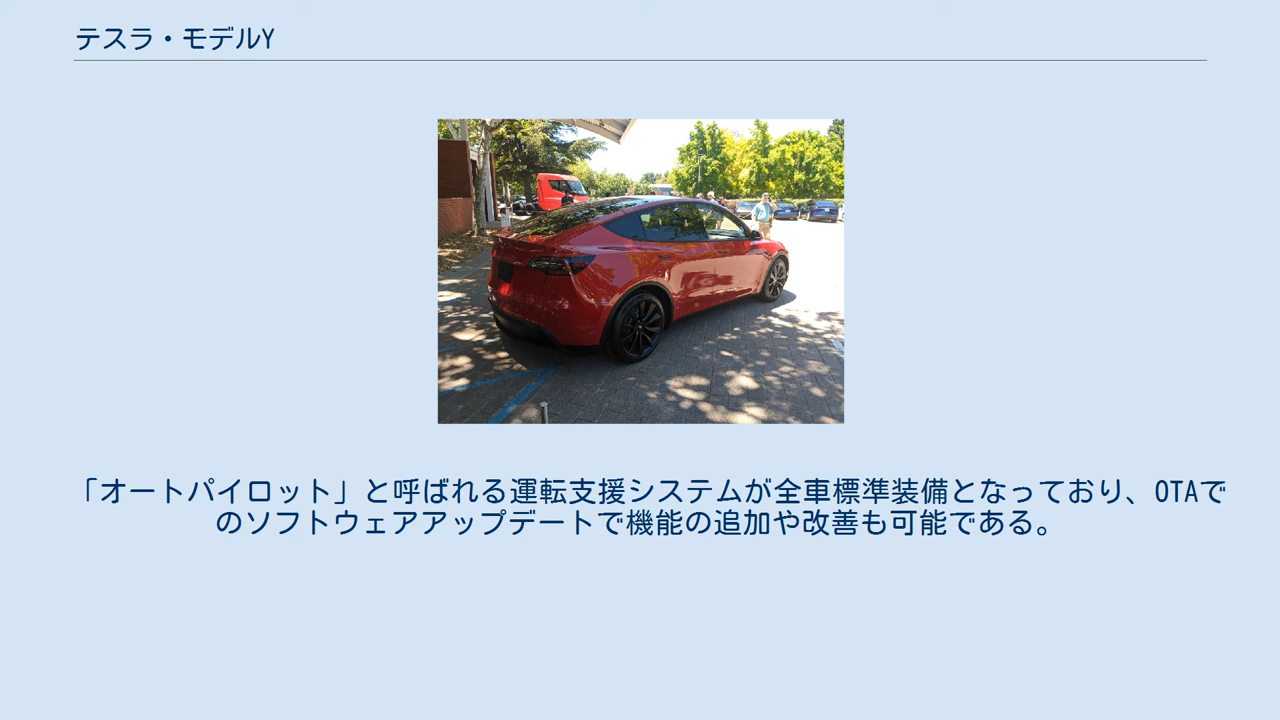 テスラ・モデルY
「オートパイロット」と呼ばれる運転支援システムが全車標準装備となっており、OTAで
のソフトウェアアップデートで機能の追加や改善も可能である。